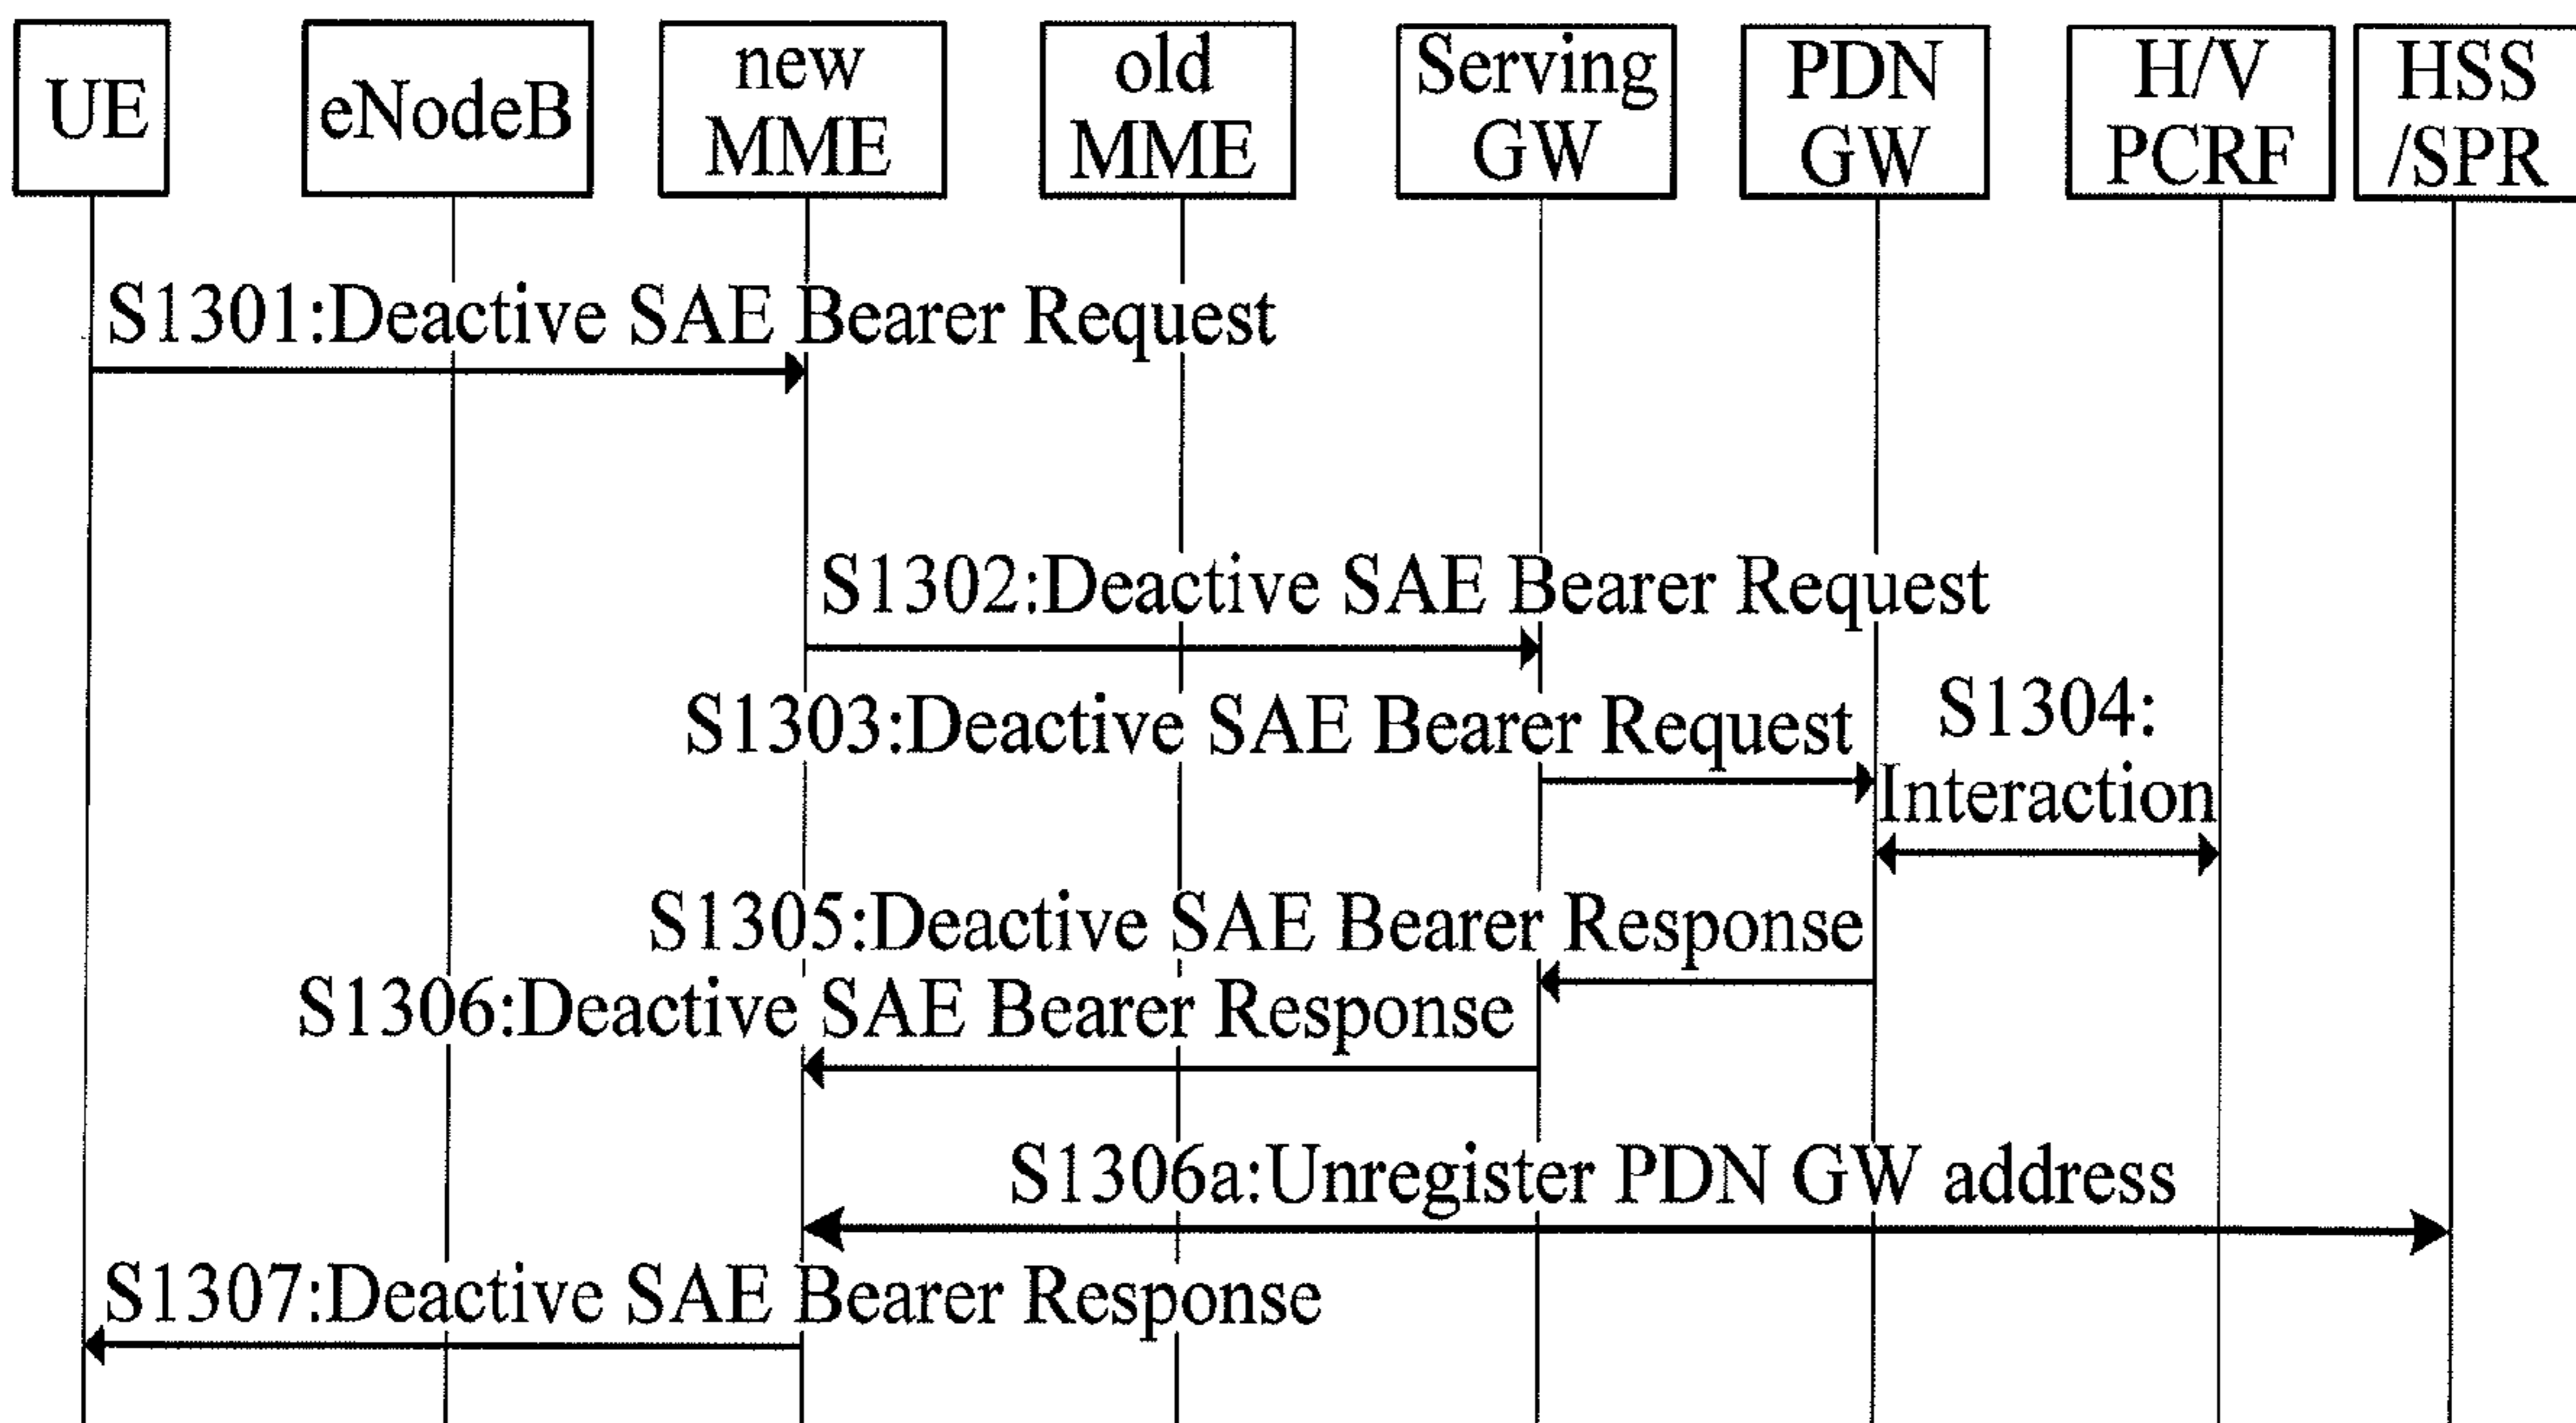 UE
eNodeB
new
MME
old
MME
Serving
GW
PDN
GW
H/V
PCRF
HSS
/SPR
S1301:Deactive SAE Bearer Request
S1302:Deactive SAE Bearer Request
S1303:Deactive SAE Bearer Request
S1304:
Interaction
S1305:Deactive SAE Bearer Response
S1306:Deactive SAE Bearer Response
S1306a:Unregister PDN GW address
S1307:Deactive SAE Bearer Response